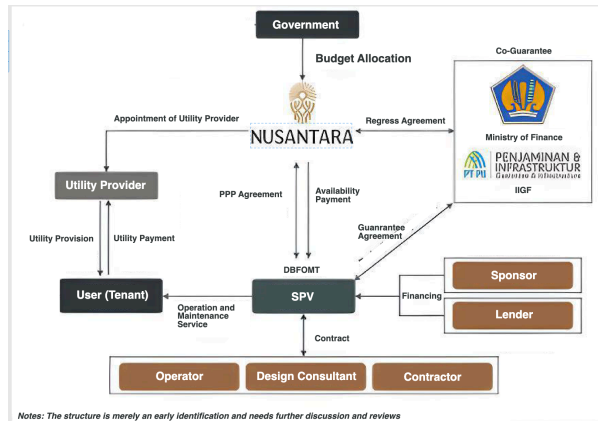 Government
Co-Guarantee
Budget Allocation
Appointment of Utility Provider
NUSANTARA
Regress Agreement
Ministry of Finance
PT PII
PENJAMINAN &
INFRASTRUKTUR
IIGF
Utility Provider
PPP Agreement
Availability
Payment
Utility Provision
Utility Payment
Guanrantee
Agreement
DBFOMT
User (Tenant)
SPV
Operation and
Maintenance
Service
Financing
Sponsor
Lender
Contract
Operator
Design Consultant
Contractor
Notes: The structure is merely an early identification and needs further discussion and reviews